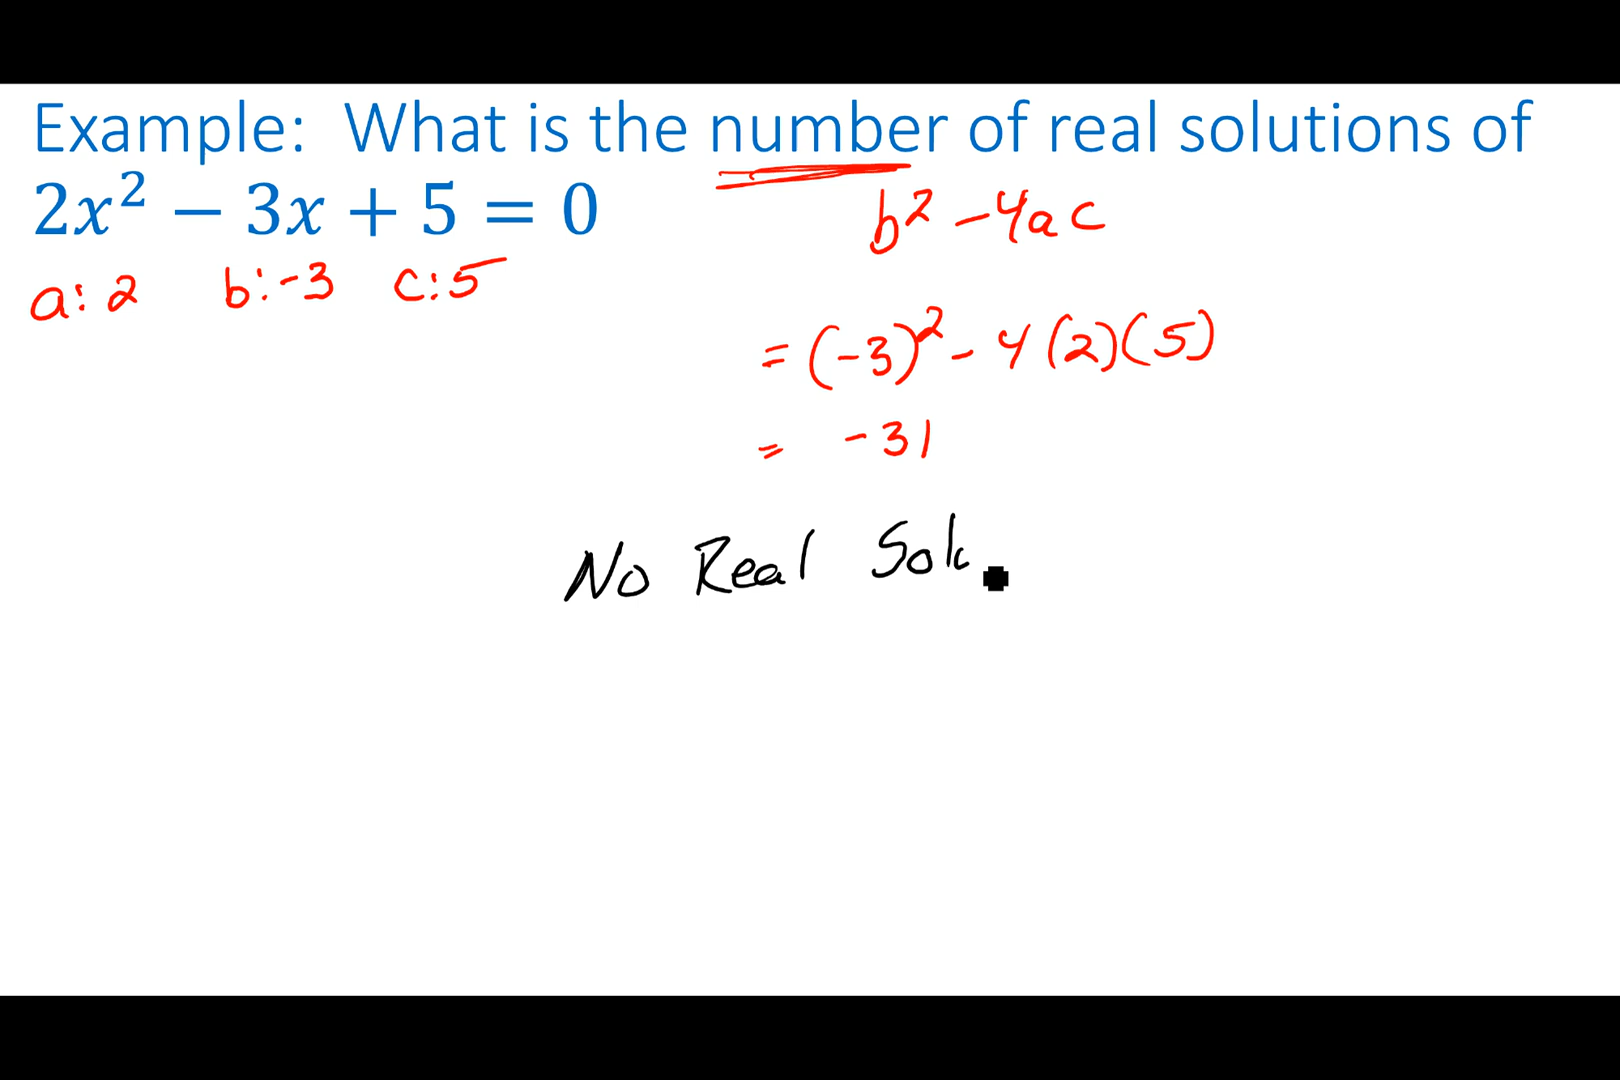 Example: What is the number of real solutions of
2x² − 3x + 5 = 0
b² - 4ac
a: 2 b: -3 c: 5
= (-3)² - 4(2)(5)
= -31
No Real